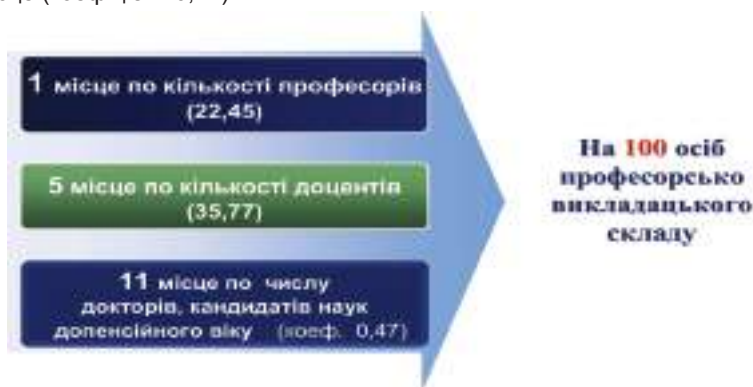 1 місце по кількості професорів
(22,45)
5 місце по кількості доцентів
(35,77)
11 місце по числу
докторів, кандидатів наук
допенсійного віку (коеф. 0,47)
На 100 осіб
професорсько
викладацького
складу